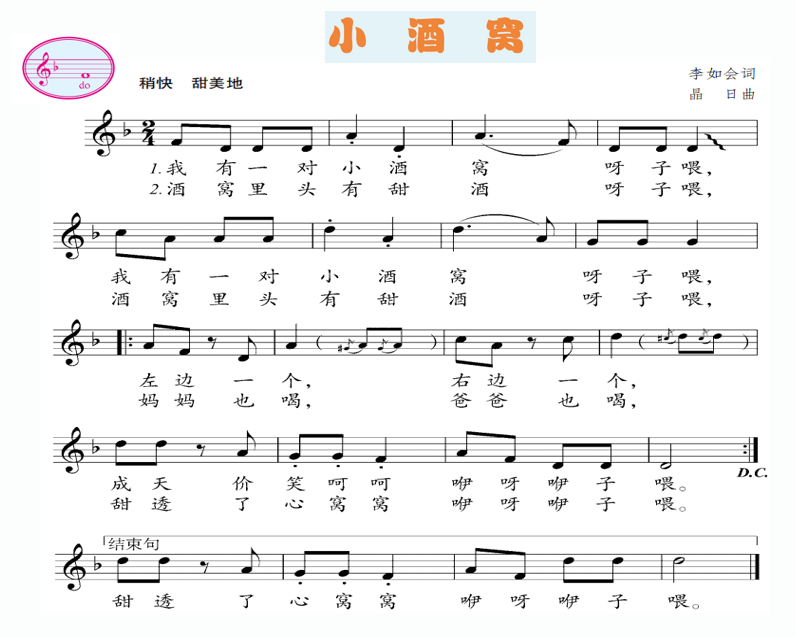 小 酒 窝
do
稍快 甜美地
李如会词
晶 日曲
2/4
1.我 有 一 对 小 酒 窝 呀 子 喂，
2.酒 窝 里 头 有 甜 酒 呀 子 喂，
我 有 一 对 小 酒 窝 呀 子 喂，
酒 窝 里 头 有 甜 酒 呀 子 喂，
左 边 一 个， 右 边 一 个，
妈 妈 也 喝， 爸 爸 也 喝，
D.C.
成 天 价 笑 呵 呵 咿 呀 咿 子 喂。
甜 透 了 心 窝 窝 咿 呀 咿 子 喂。
结束句
甜 透 了 心 窝 窝 咿 呀 咿 子 喂。